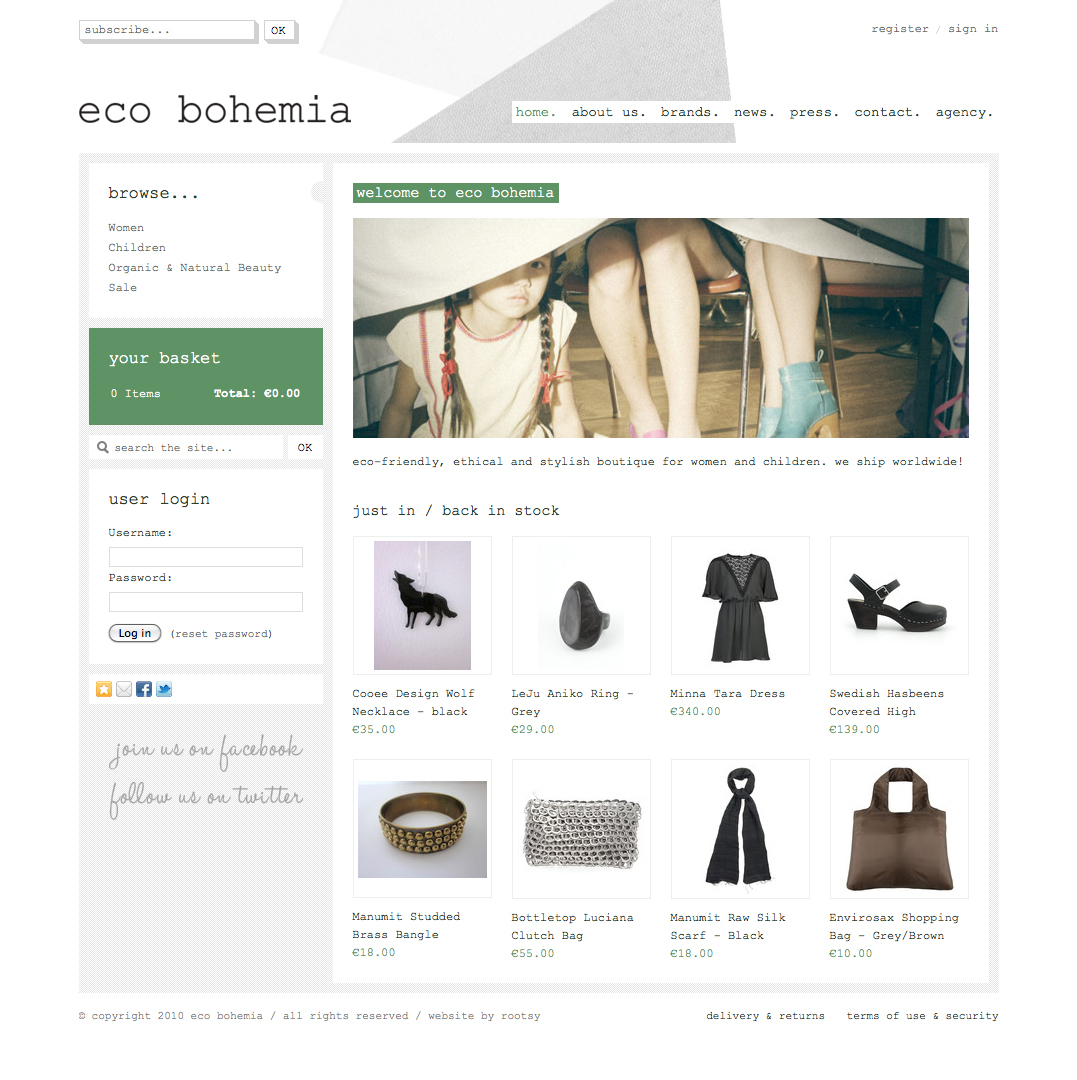 subscribe...
OK
register / sign in
eco bohemia
home. about us. brands. news. press. contact. agency.
browse...
Women
Children
Organic & Natural Beauty
Sale
your basket
0 Items Total: €0.00
search the site...
OK
user login
Username:
Password:
Log in (reset password)
join us on facebook
follow us on twitter
welcome to eco bohemia
eco-friendly, ethical and stylish boutique for women and children. we ship worldwide!
just in / back in stock
Cooee Design Wolf
Necklace - black
€35.00
LeJu Aniko Ring -
Grey
€29.00
Minna Tara Dress
€340.00
Swedish Hasbeens
Covered High
€139.00
Manumit Studded
Brass Bangle
€18.00
Bottletop Luciana
Clutch Bag
€55.00
Manumit Raw Silk
Scarf - Black
€18.00
Envirosax Shopping
Bag - Grey/Brown
€10.00
© copyright 2010 eco bohemia / all rights reserved / website by rootsy
delivery & returns terms of use & security